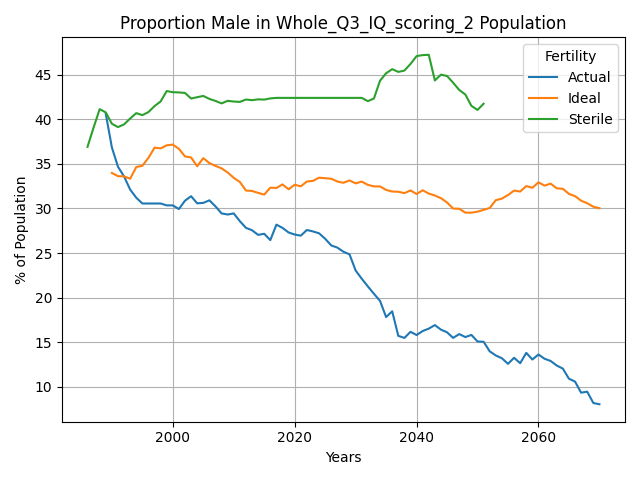 Proportion Male in Whole_Q3_IQ_scoring_2 Population
Fertility
Actual
Ideal
Sterile
% of Population
45
40
35
30
25
20
15
10
2000 2020 2040 2060
Years